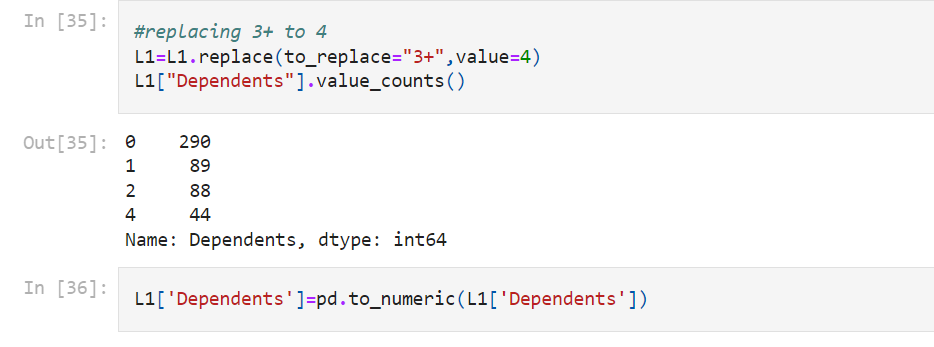 In [35]:
#replacing 3+ to 4
L1=L1.replace(to_replace="3+",value=4)
L1["Dependents"].value_counts()
Out[35]:
0    290
1     89
2     88
4     44
Name: Dependents, dtype: int64
In [36]:
L1['Dependents']=pd.to_numeric(L1['Dependents'])